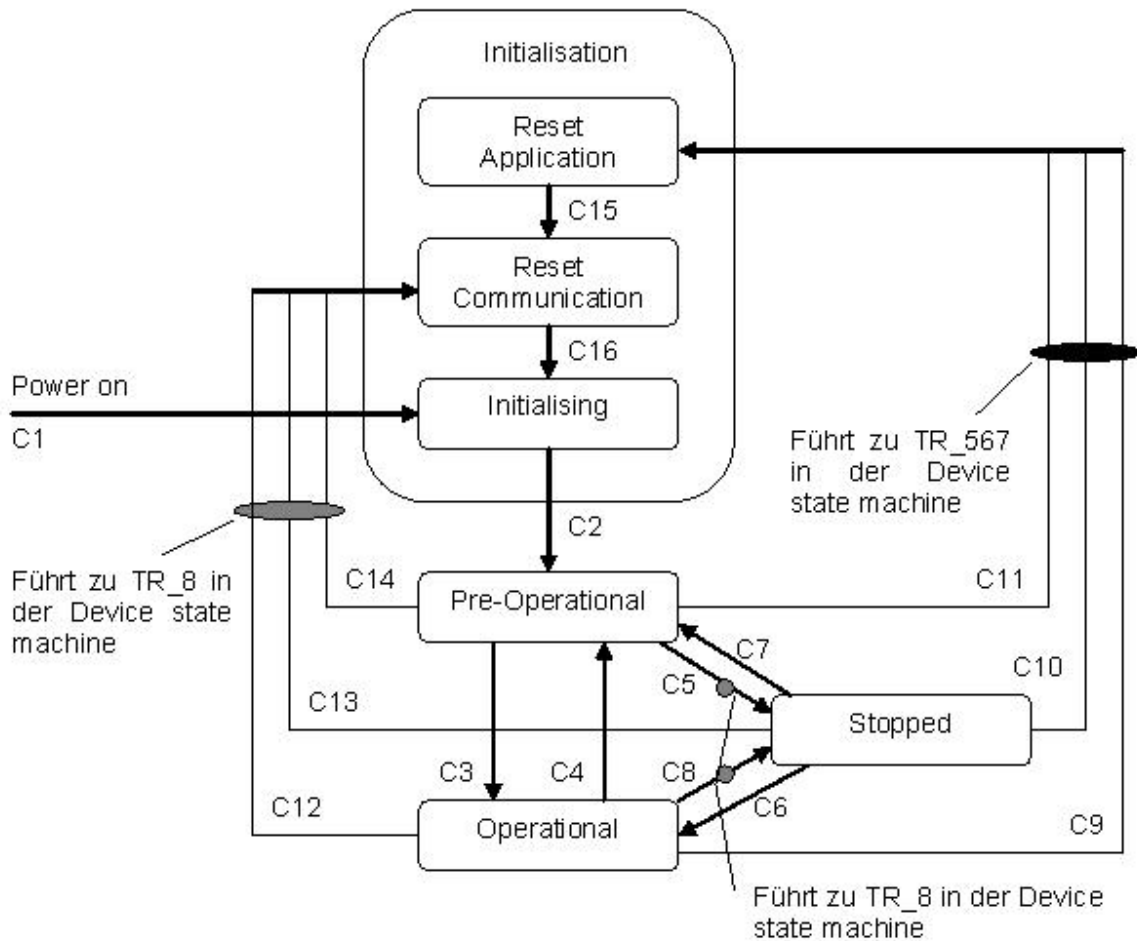 Initialisation
Reset
Application
C15
Reset
Communication
C16
Power on
C1
Initialising
Führt zu TR_567
in der Device
state machine
C2
Führt zu TR_8 in
der Device state
machine
C14
Pre-Operational
C11
C7
C5
C10
C13
Stopped
C3
C4
C8
C6
C12
Operational
C9
Führt zu TR_8 in der Device
state machine